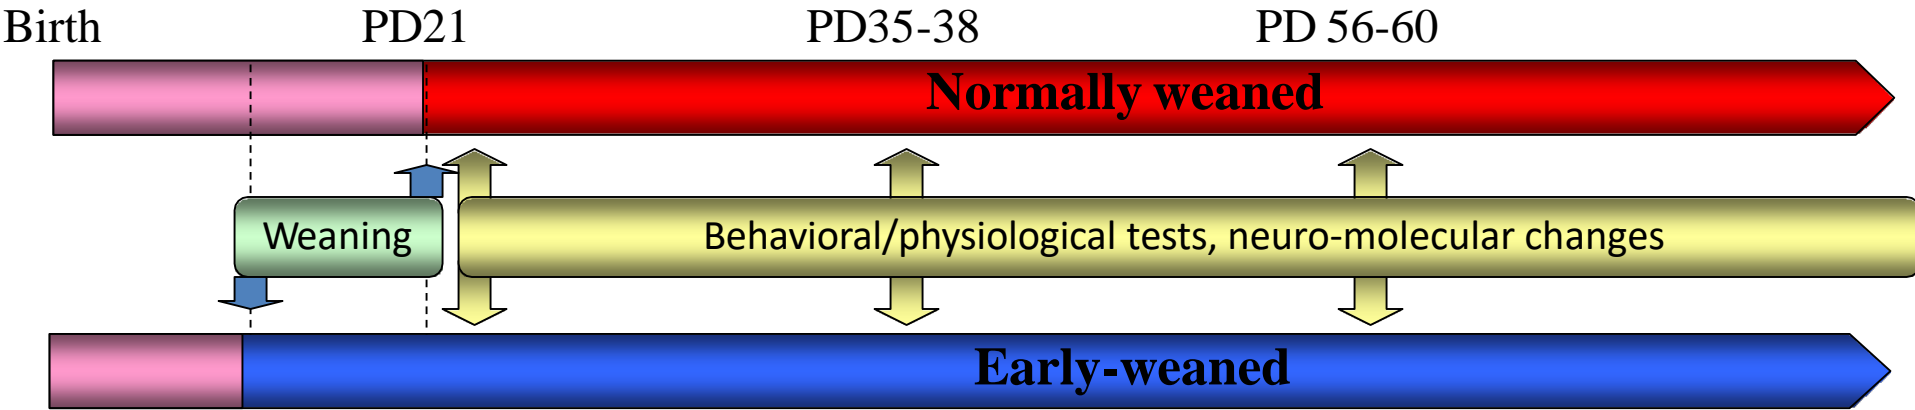 Birth PD21 PD35-38 PD 56-60
Normally weaned
Weaning Behavioral/physiological tests, neuro-molecular changes
Early-weaned